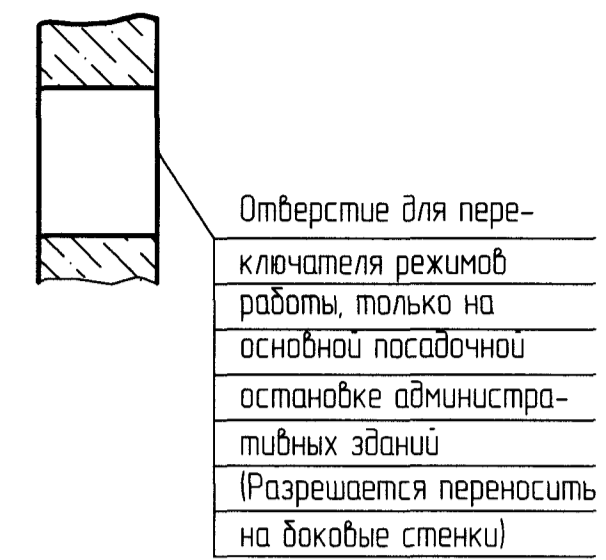 Отверстие для пере-
ключателя режимов
работы, только на
основной посадочной
остановке администра-
тивных зданий
(Разрешается переносить
на боковые стенки)